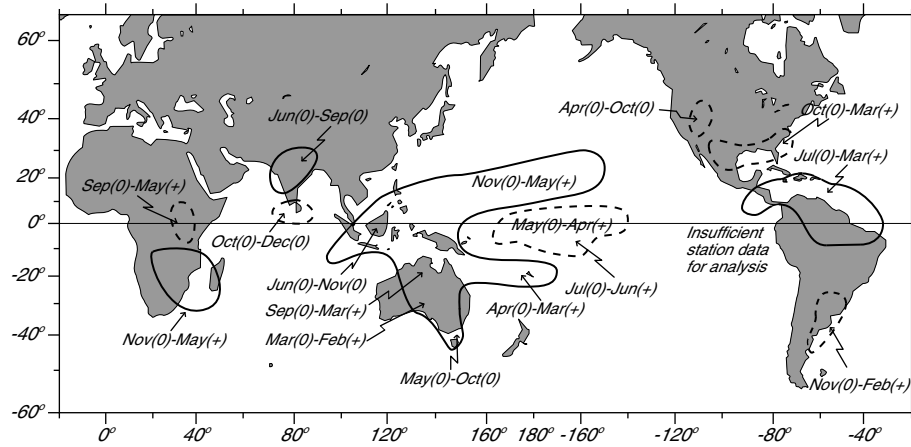 60°
40°
20°
0°
-20°
-40°
-60°
Jun(0)-Sep(0)
Apr(0)-Oct(0)
Oct(0)-Mar(+)
Jul(0)-Mar(+)
Sep(0)-May(+)
Nov(0)-May(+)
May(0)-Apr(+)
Oct(0)-Dec(0)
Insufficient
station data
for analysis
Jun(0)-Nov(0)
Jul(0)-Jun(+)
Sep(0)-Mar(+)
Apr(0)-Mar(+)
Nov(0)-May(+)
Mar(0)-Feb(+)
May(0)-Oct(0)
Nov(0)-Feb(+)
0° 40° 80° 120° 160° 180° -160° -120° -80° -40°